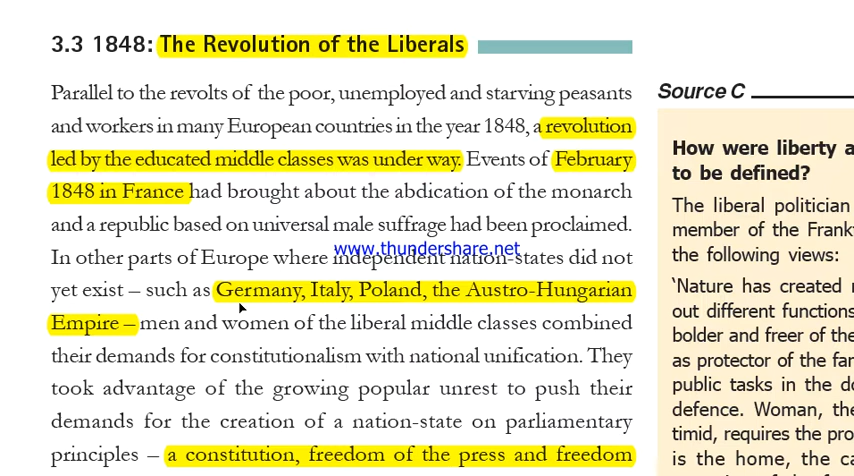 3.3 1848: The Revolution of the Liberals
Parallel to the revolts of the poor, unemployed and starving peasants
and workers in many European countries in the year 1848, a revolution
led by the educated middle classes was under way. Events of February
1848 in France had brought about the abdication of the monarch
and a republic based on universal male suffrage had been proclaimed.
www.thundershare.net
In other parts of Europe where independent nation-states did not
yet exist – such as Germany, Italy, Poland, the Austro-Hungarian
Empire – men and women of the liberal middle classes combined
their demands for constitutionalism with national unification. They
took advantage of the growing popular unrest to push their
demands for the creation of a nation-state on parliamentary
principles – a constitution, freedom of the press and freedom
Source C
How were liberty a
to be defined?
The liberal politician
member of the Frank
the following views:
‘Nature has created
out different functions
bolder and freer of the
as protector of the fa
public tasks in the do
defence. Woman, the
timid, requires the pro
is the home, the ca